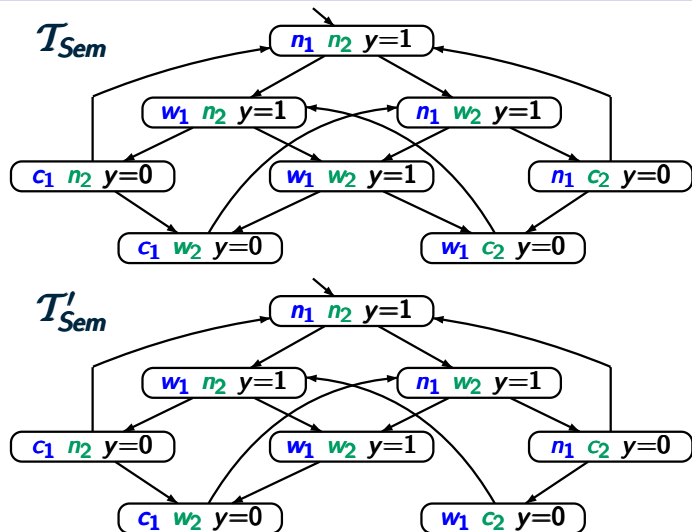 𝒯Sem
n₁ n₂ y=1
w₁ n₂ y=1 n₁ w₂ y=1
c₁ n₂ y=0 w₁ w₂ y=1 n₁ c₂ y=0
c₁ w₂ y=0 w₁ c₂ y=0
𝒯′Sem
n₁ n₂ y=1
w₁ n₂ y=1 n₁ w₂ y=1
c₁ n₂ y=0 w₁ w₂ y=1 n₁ c₂ y=0
c₁ w₂ y=0 w₁ c₂ y=0